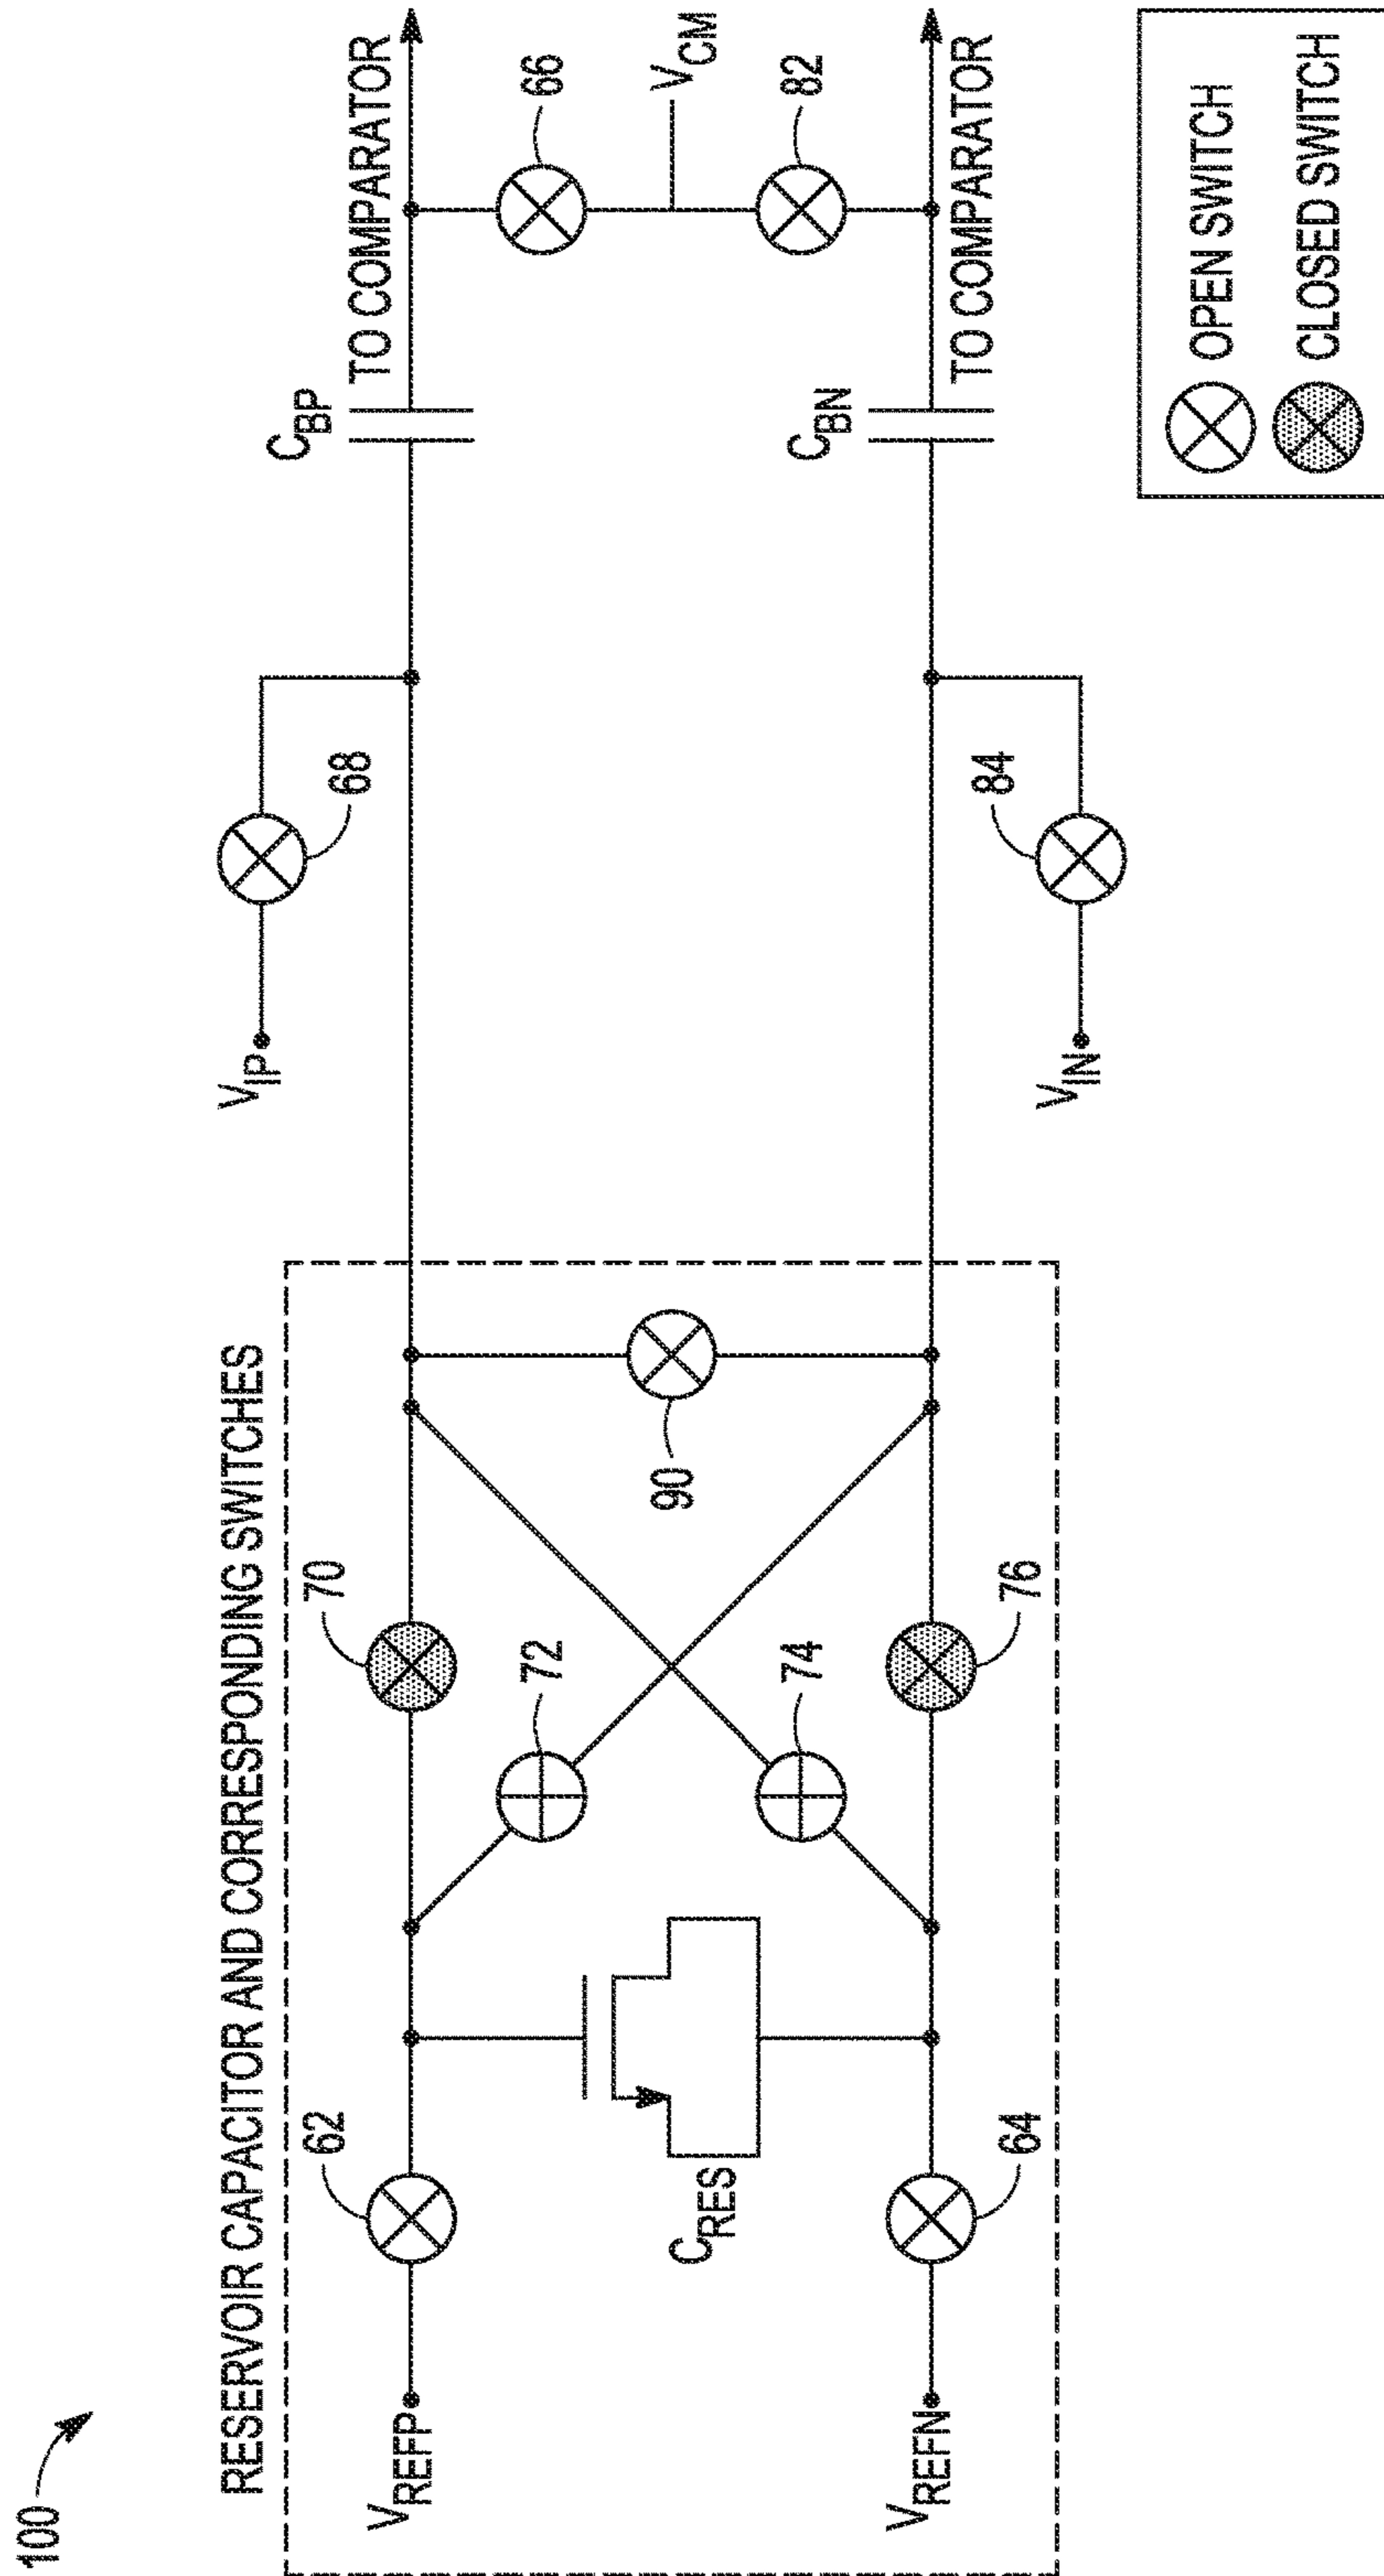 100
RESERVOIR CAPACITOR AND CORRESPONDING SWITCHES
VREFP
62
70
72
CRES
90
74
VREFN
64
76
VIP
68
VIN
84
CBP
TO COMPARATOR
66
VCM
82
CBN
TO COMPARATOR
OPEN SWITCH
CLOSED SWITCH